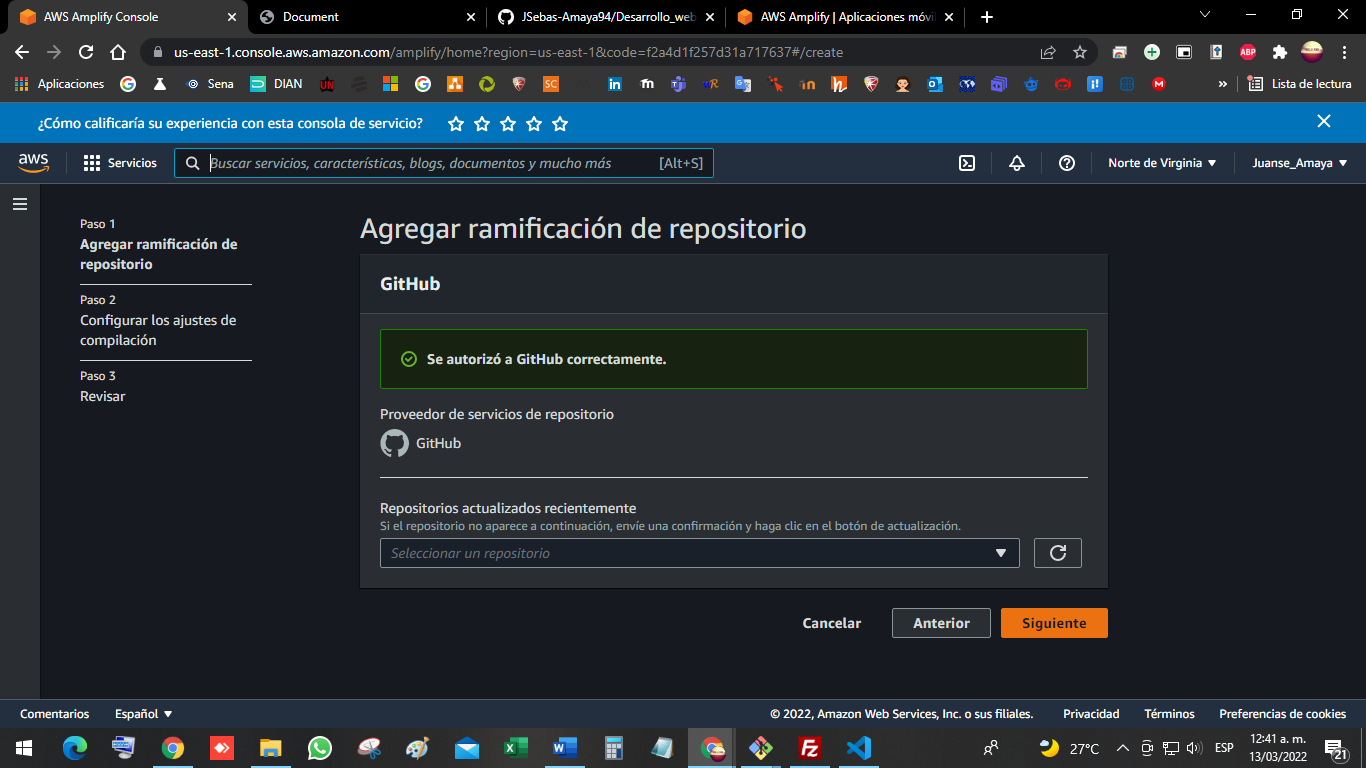 AWS Amplify Console
Document
JSebas-Amaya94/Desarrollo_web
AWS Amplify | Aplicaciones móvi
us-east-1.console.aws.amazon.com/amplify/home?region=us-east-1&code=f2a4d1f257d31a717637#/create
ABP
Aplicaciones
Sena
DIAN
UN
SC
in
m
»
Lista de lectura
¿Cómo calificaría su experiencia con esta consola de servicio?
aws
Servicios
Buscar servicios, características, blogs, documentos y mucho más
[Alt+S]
Norte de Virginia
Juanse_Amaya
Paso 1
Agregar ramificación de
repositorio
Paso 2
Configurar los ajustes de
compilación
Paso 3
Revisar
Agregar ramificación de repositorio
GitHub
Se autorizó a GitHub correctamente.
Proveedor de servicios de repositorio
GitHub
Repositorios actualizados recientemente
Si el repositorio no aparece a continuación, envíe una confirmación y haga clic en el botón de actualización.
Seleccionar un repositorio
Cancelar
Anterior
Siguiente
Comentarios
Español
© 2022, Amazon Web Services, Inc. o sus filiales.
Privacidad
Términos
Preferencias de cookies
27°C
ESP
12:41 a. m.
13/03/2022
21